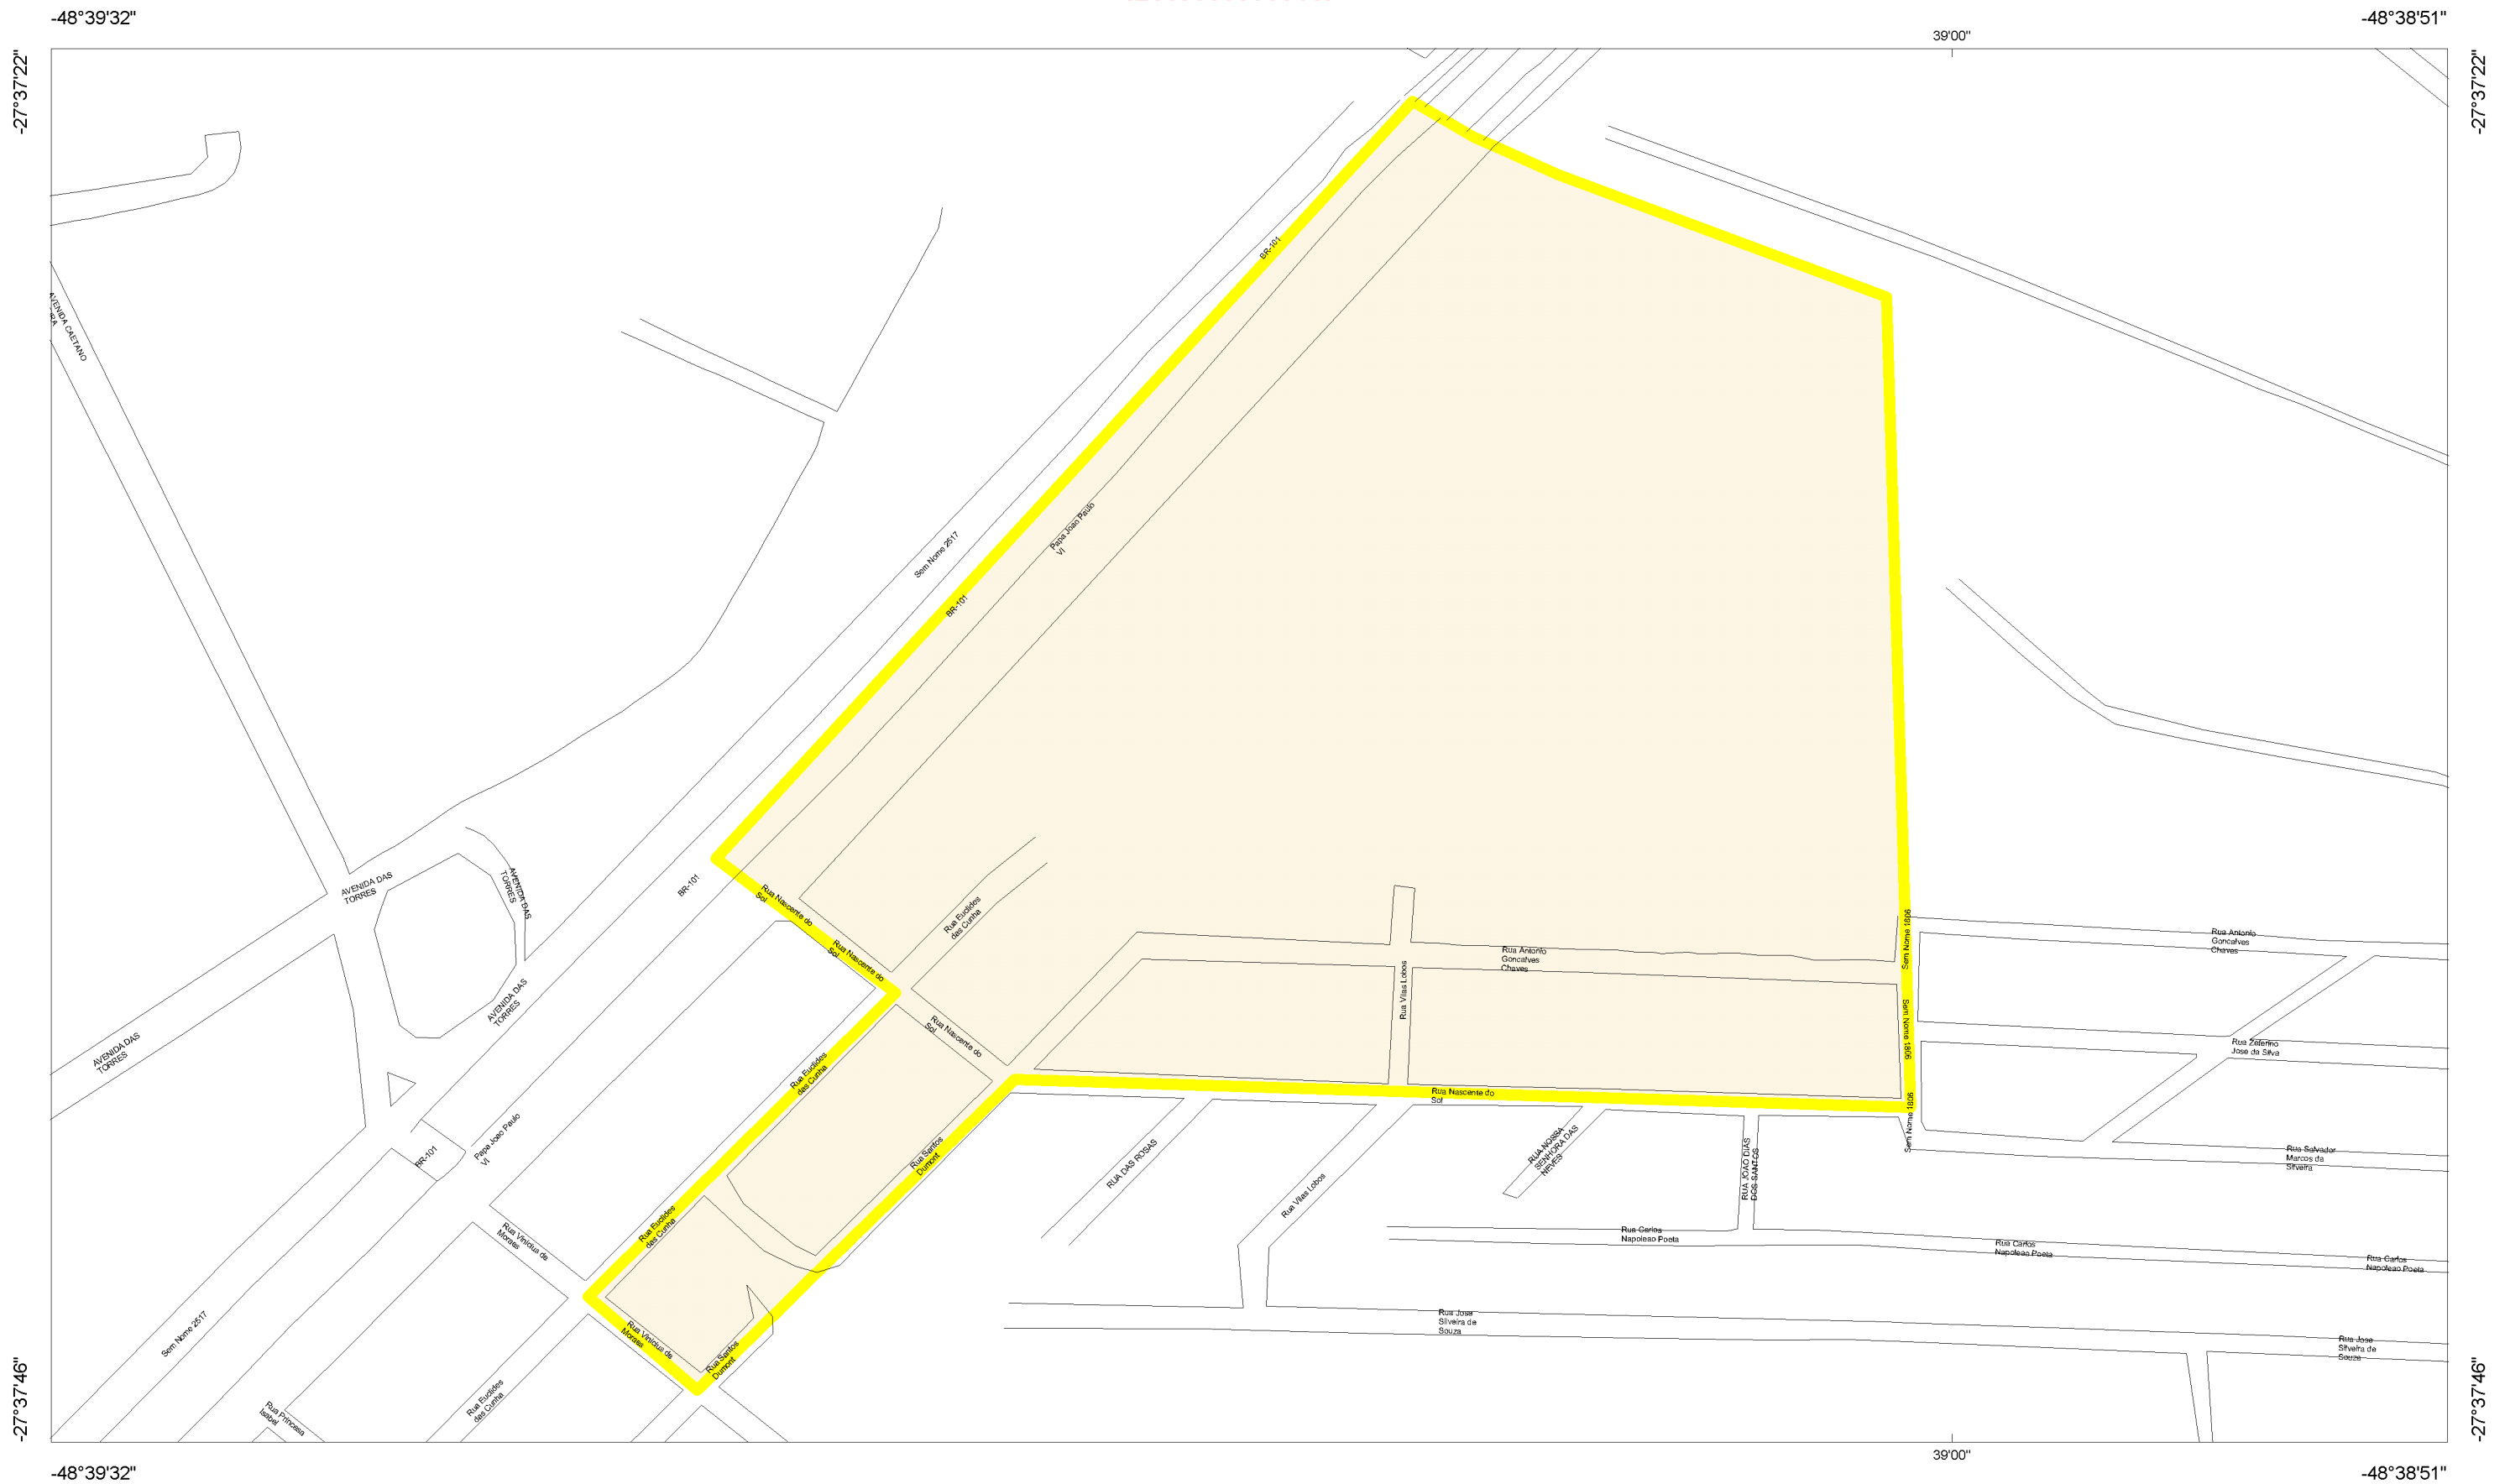 -48°39'32"
-48°38'51"
39'00"
-27°37'22"
-27°37'22"
BR-101
AVENIDA CAETANO
Papa Joao Paulo
VI
Sem Nome 2517
BR-101
AVENIDA DAS
TORRES
AVENIDA DAS
TORRES
BR-101
Rua Nascente do
Sol
Rua Nascente do
Sol
Rua Euclides
das Cunha
Rua Antonio
Goncalves
Chaves
Sem Nome 1806
Rua Antonio
Goncalves
Chaves
Rua Vilas Lobos
AVENIDA DAS
TORRES
AVENIDA DAS
TORRES
Rua Nascente do
Sol
Sem Nome 1806
Rua Zeferino
Jose da Silva
Rua Euclides
das Cunha
Rua Nascente do
Sol
Sem Nome 1806
Papa Joao Paulo
VI
BR-101
Rua Santos
Dumont
RUA DAS ROSAS
RUA NOSSA
SENHORA DAS
NEVES
RUA JOAO DIAS
DOS SANTOS
Rua Salvador
Marcos da
Silveira
Rua Vilas Lobos
Rua Euclides
das Cunha
Rua Vinicius de
Moraes
Rua Carlos
Napoleao Poeta
Rua Carlos
Napoleao Poeta
Rua Carlos
Napoleao Poeta
Sem Nome 2517
Rua Vinicius de
Moraes
Rua Santos
Dumont
Rua Jose
Silveira de
Souza
Rua Jose
Silveira de
Souza
Rua Euclides
das Cunha
Rua Princesa
Isabel
-27°37'46"
-27°37'46"
39'00"
-48°39'32"
-48°38'51"